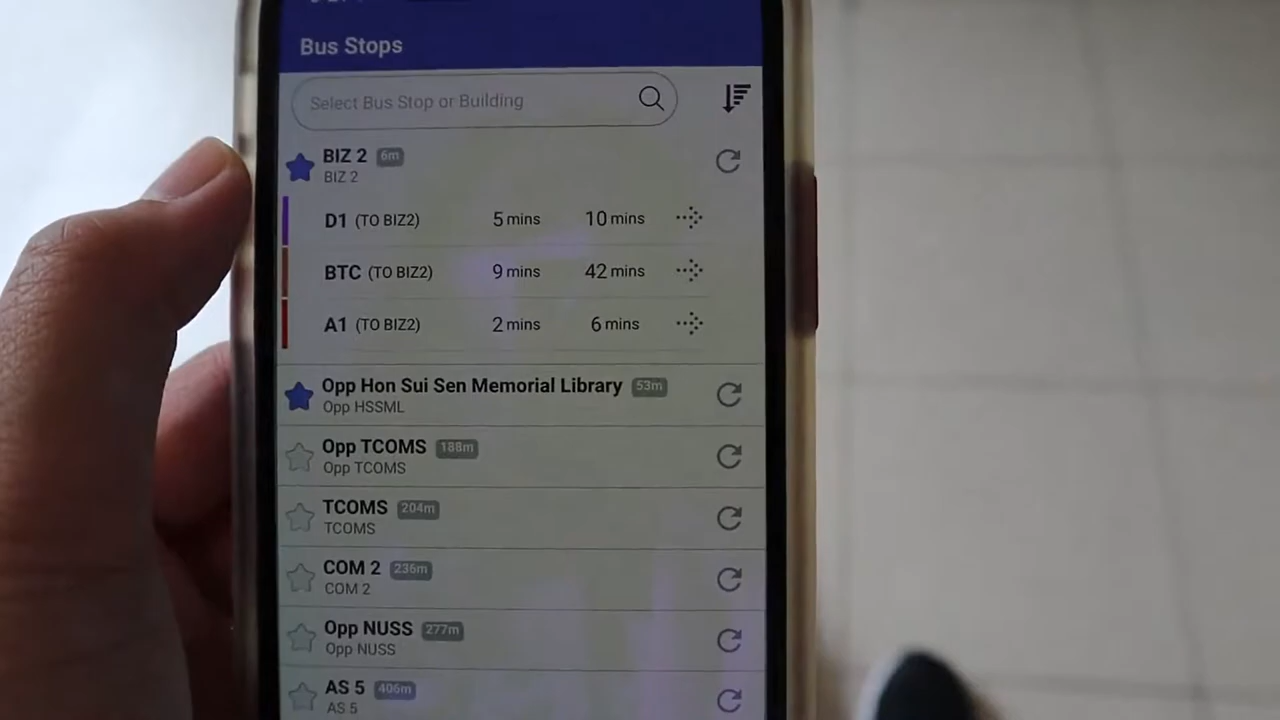 Bus Stops
Select Bus Stop or Building
BIZ 2 6m
BIZ 2
D1 (TO BIZ2) 5 mins 10 mins
BTC (TO BIZ2) 9 mins 42 mins
A1 (TO BIZ2) 2 mins 6 mins
Opp Hon Sui Sen Memorial Library 53m
Opp HSSML
Opp TCOMS 188m
Opp TCOMS
TCOMS 204m
TCOMS
COM 2 236m
COM 2
Opp NUSS 277m
Opp NUSS
AS 5 406m
AS 5